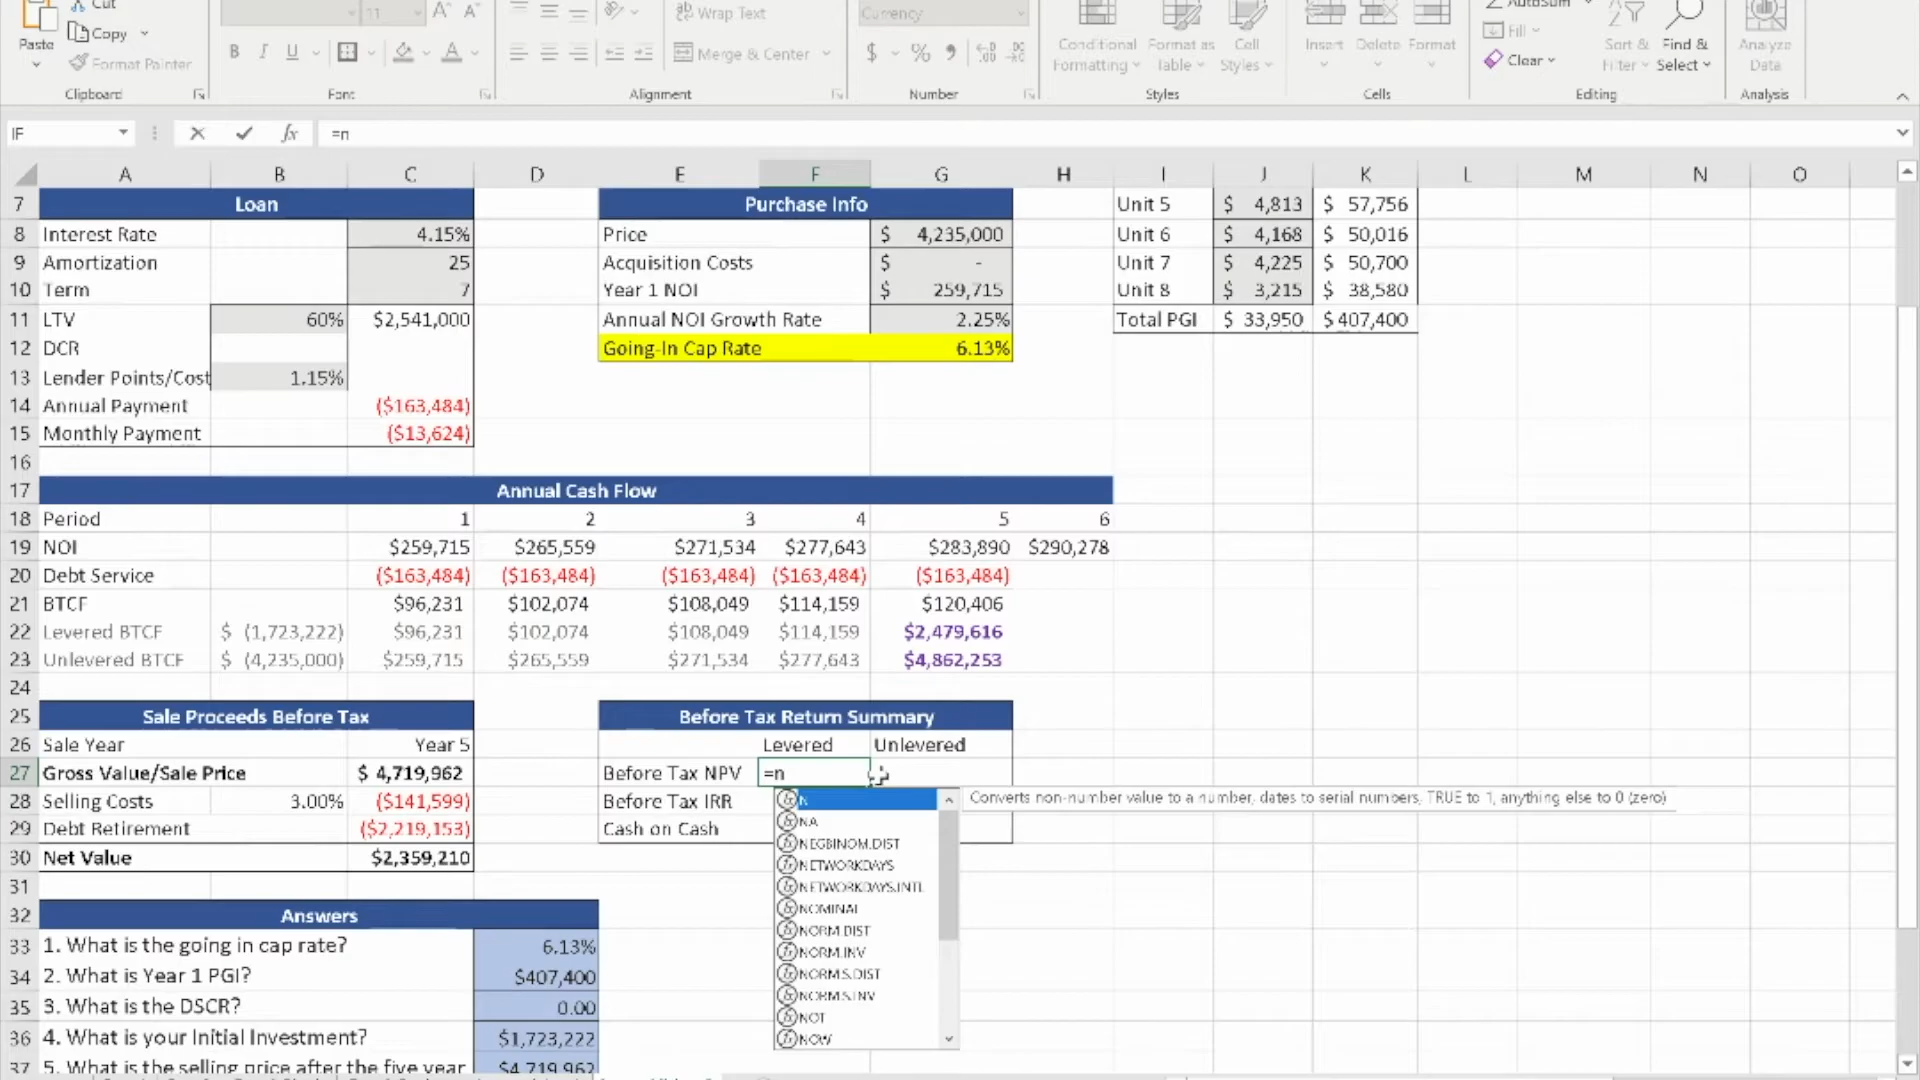 Cut
11
A A
Wrap Text
Currency
AutoSum
Paste
Copy
B I U
A
Merge & Center
$ % ,
Conditional Formatting
Format as Table
Cell Styles
Insert
Delete
Format
Fill
Clear
Sort & Filter
Find & Select
Analyze Data
Format Painter
Clipboard
Font
Alignment
Number
Styles
Cells
Editing
Analysis
IF fx =n
A B C D E F G H I J K L M N O
7 Loan Purchase Info Unit 5 $ 4,813 $ 57,756
8 Interest Rate 4.15% Price $ 4,235,000 Unit 6 $ 4,168 $ 50,016
9 Amortization 25 Acquisition Costs $ - Unit 7 $ 4,225 $ 50,700
10 Term 7 Year 1 NOI $ 259,715 Unit 8 $ 3,215 $ 38,580
11 LTV 60% $2,541,000 Annual NOI Growth Rate 2.25% Total PGI $ 33,950 $ 407,400
12 DCR Going-In Cap Rate 6.13%
13 Lender Points/Cost 1.15%
14 Annual Payment ($163,484)
15 Monthly Payment ($13,624)
16
17 Annual Cash Flow
18 Period 1 2 3 4 5 6
19 NOI $259,715 $265,559 $271,534 $277,643 $283,890 $290,278
20 Debt Service ($163,484) ($163,484) ($163,484) ($163,484) ($163,484)
21 BTCF $96,231 $102,074 $108,049 $114,159 $120,406
22 Levered BTCF $ (1,723,222) $96,231 $102,074 $108,049 $114,159 $2,479,616
23 Unlevered BTCF $ (4,235,000) $259,715 $265,559 $271,534 $277,643 $4,862,253
24
25 Sale Proceeds Before Tax Before Tax Return Summary
26 Sale Year Year 5 Levered Unlevered
27 Gross Value/Sale Price $ 4,719,962 Before Tax NPV =n
28 Selling Costs 3.00% ($141,599) Before Tax IRR
29 Debt Retirement ($2,219,153) Cash on Cash
30 Net Value $2,359,210
N
Converts non-number value to a number, dates to serial numbers, TRUE to 1, anything else to 0 (zero)
NA
NEGBINOM.DIST
NETWORKDAYS
NETWORKDAYS.INTL
NOMINAL
NORM.DIST
NORM.INV
NORM.S.DIST
NORM.S.INV
NOT
NOW
31
32 Answers
33 1. What is the going in cap rate? 6.13%
34 2. What is Year 1 PGI? $407,400
35 3. What is the DSCR? 0.00
36 4. What is your Initial Investment? $1,723,222
37 5. What is the selling price after the five year $4,719,962